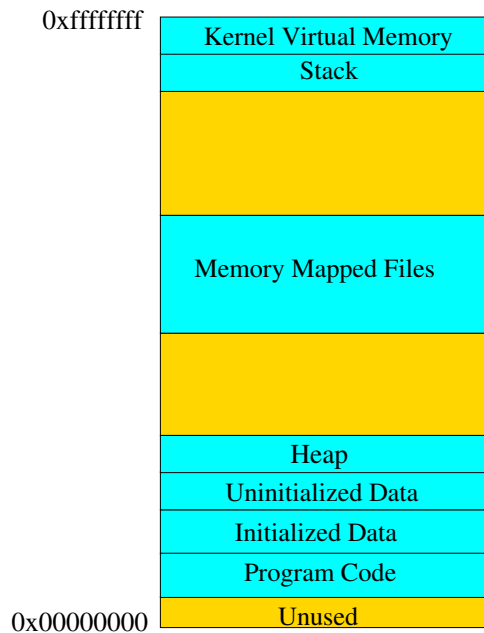 0xffffffff
Kernel Virtual Memory
Stack
Memory Mapped Files
Heap
Uninitialized Data
Initialized Data
Program Code
Unused
0x00000000